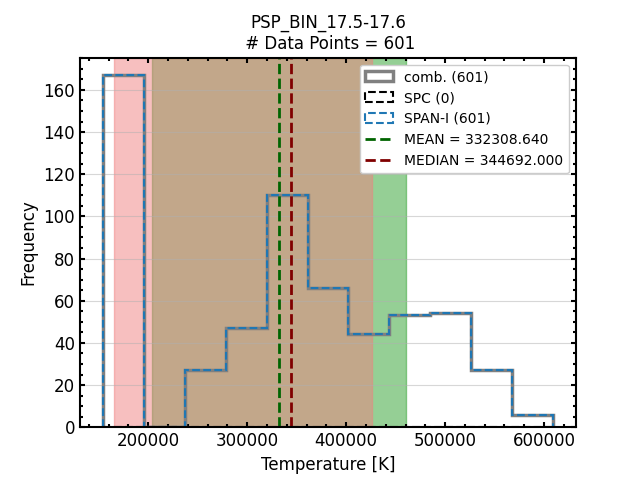 PSP_BIN_17.5-17.6
# Data Points = 601
comb. (601)
SPC (0)
SPAN-I (601)
MEAN = 332308.640
MEDIAN = 344692.000
Frequency
160
140
120
100
80
60
40
20
0
200000 300000 400000 500000 600000
Temperature [K]